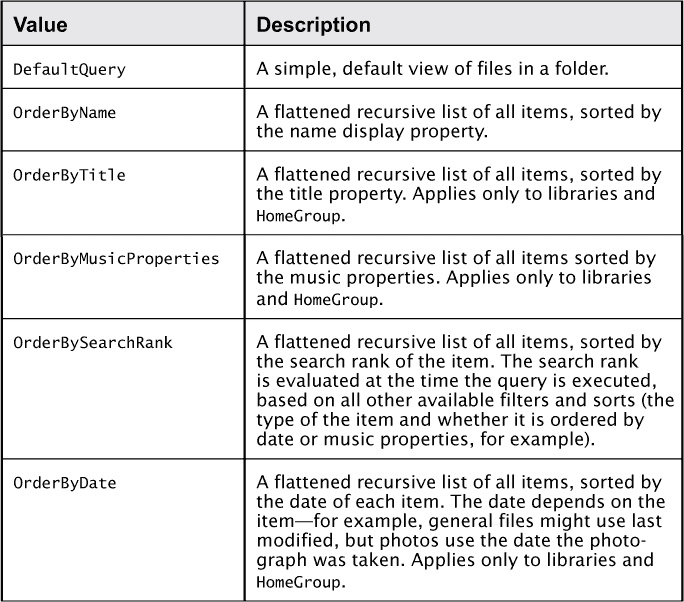 Value Description
DefaultQuery A simple, default view of files in a folder.
OrderByName A flattened recursive list of all items, sorted by
the name display property.
OrderByTitle A flattened recursive list of all items, sorted by
the title property. Applies only to libraries and
HomeGroup.
OrderByMusicProperties A flattened recursive list of all items sorted by
the music properties. Applies only to libraries
and HomeGroup.
OrderBySearchRank A flattened recursive list of all items, sorted by
the search rank of the item. The search rank
is evaluated at the time the query is executed,
based on all other available filters and sorts (the
type of the item and whether it is ordered by
date or music properties, for example).
OrderByDate A flattened recursive list of all items, sorted by
the date of each item. The date depends on the
item—for example, general files might use last
modified, but photos use the date the photo-
graph was taken. Applies only to libraries and
HomeGroup.